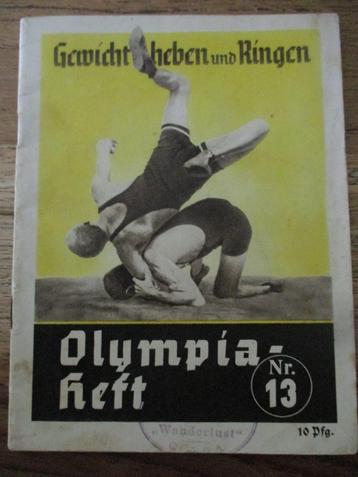 Gewichtheben und Ringen
Olympia-
Heft
Nr.
13
10 Pfg.
"Wanderlust"